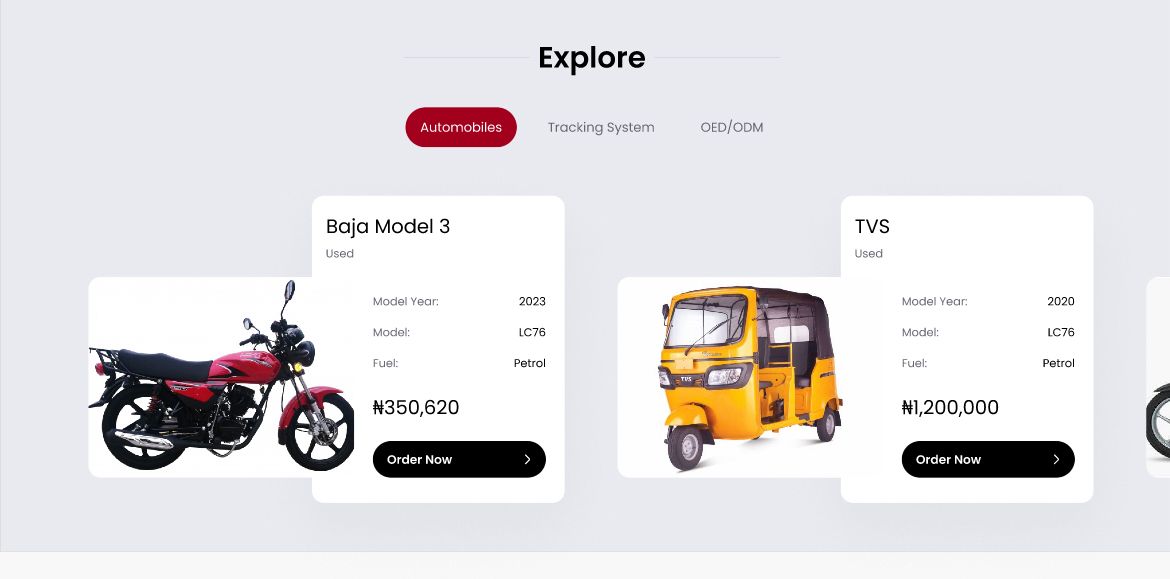 Explore
Automobiles Tracking System OED/ODM
Baja Model 3
Used
Model Year: 2023
Model: LC76
Fuel: Petrol
₦350,620
Order Now
TVS
Used
TVS
Model Year: 2020
Model: LC76
Fuel: Petrol
₦1,200,000
Order Now